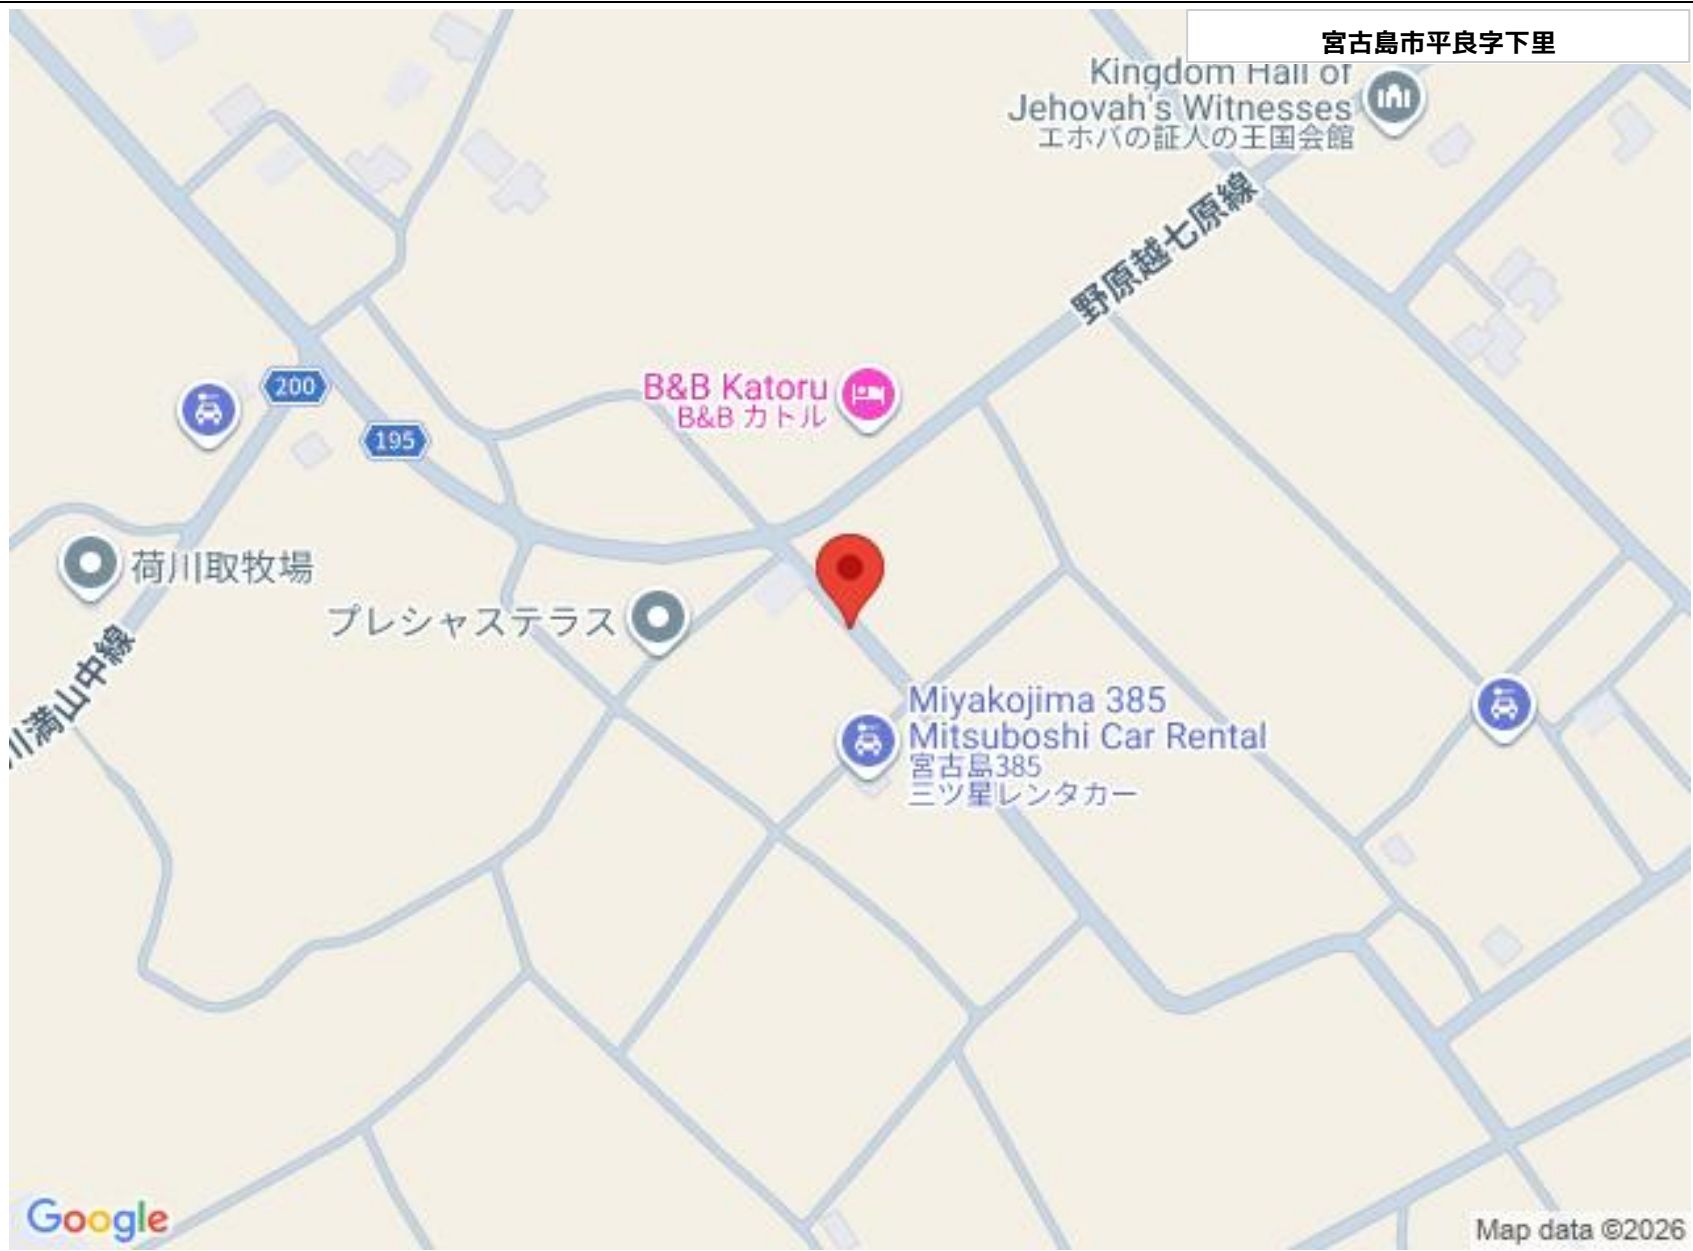 宮古島市平良字下里
Kingdom Hall of
Jehovah's Witnesses
エホバの証人の王国会館
野原越七原線
B&B Katoru
B&B カトル
200
195
荷川取牧場
プレシャステラス
川満山中線
Miyakojima 385
Mitsuboshi Car Rental
宮古島385
三ツ星レンタカー
Google
Map data ©2026